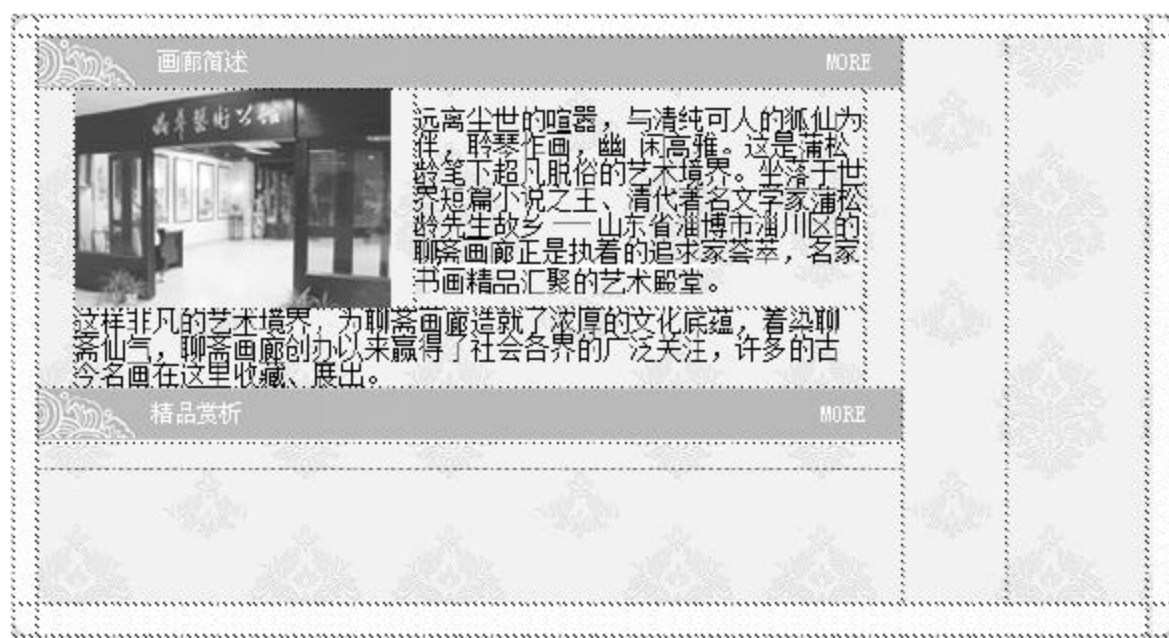 画廊简述 MORE
远离尘世的喧嚣，与清纯可人的狐仙为
伴，聆琴作画，幽 闲高雅。这是蒲松
龄笔下超凡脱俗的艺术境界。坐落于世
界短篇小说之王、清代著名文学家蒲松
龄先生故乡 —— 山东省淄博市淄川区的
聊斋画廊正是执着的追求家荟萃，名家
书画精品汇聚的艺术殿堂。
这样非凡的艺术境界，为聊斋画廊造就了浓厚的文化底蕴，着染聊
斋仙气，聊斋画廊创办以来赢得了社会各界的广泛关注，许多的古
今名画在这里收藏、展出。
精品赏析 MORE